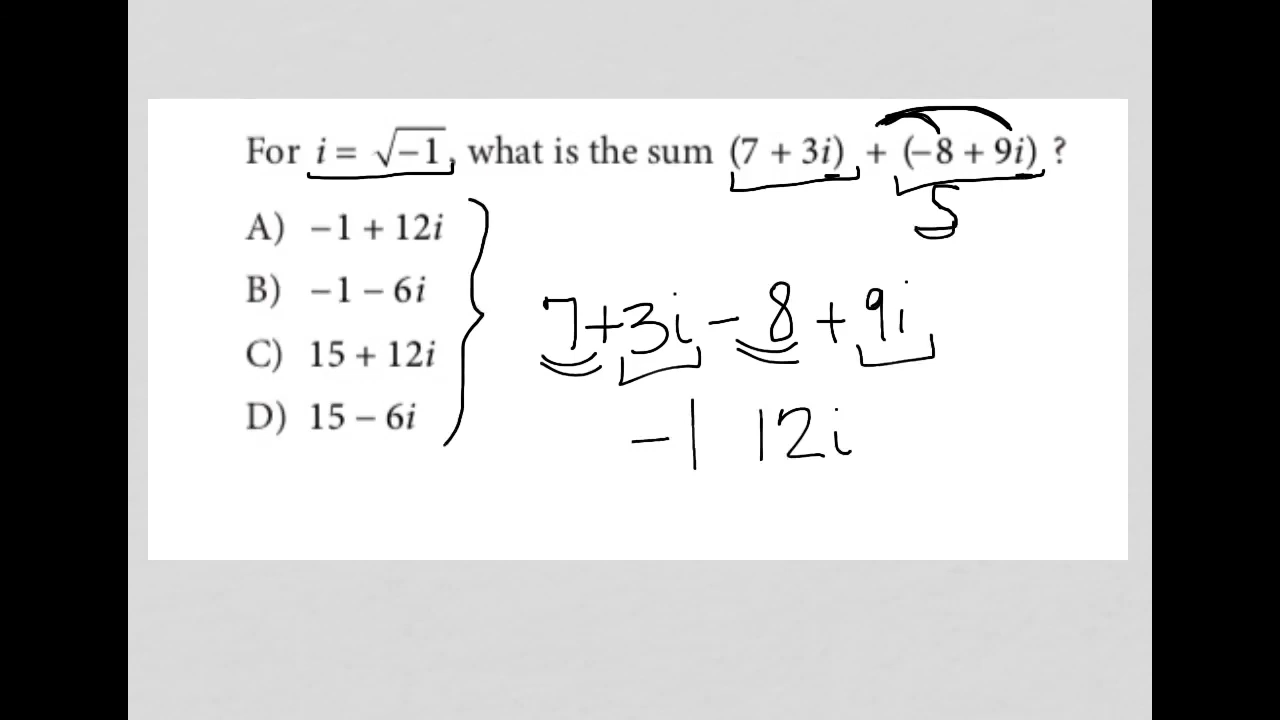 For i = √−1, what is the sum (7 + 3i) + (−8 + 9i) ?
5
A) −1 + 12i
B) −1 − 6i
C) 15 + 12i
D) 15 − 6i
7+3i − 8 + 9i
−1 12i